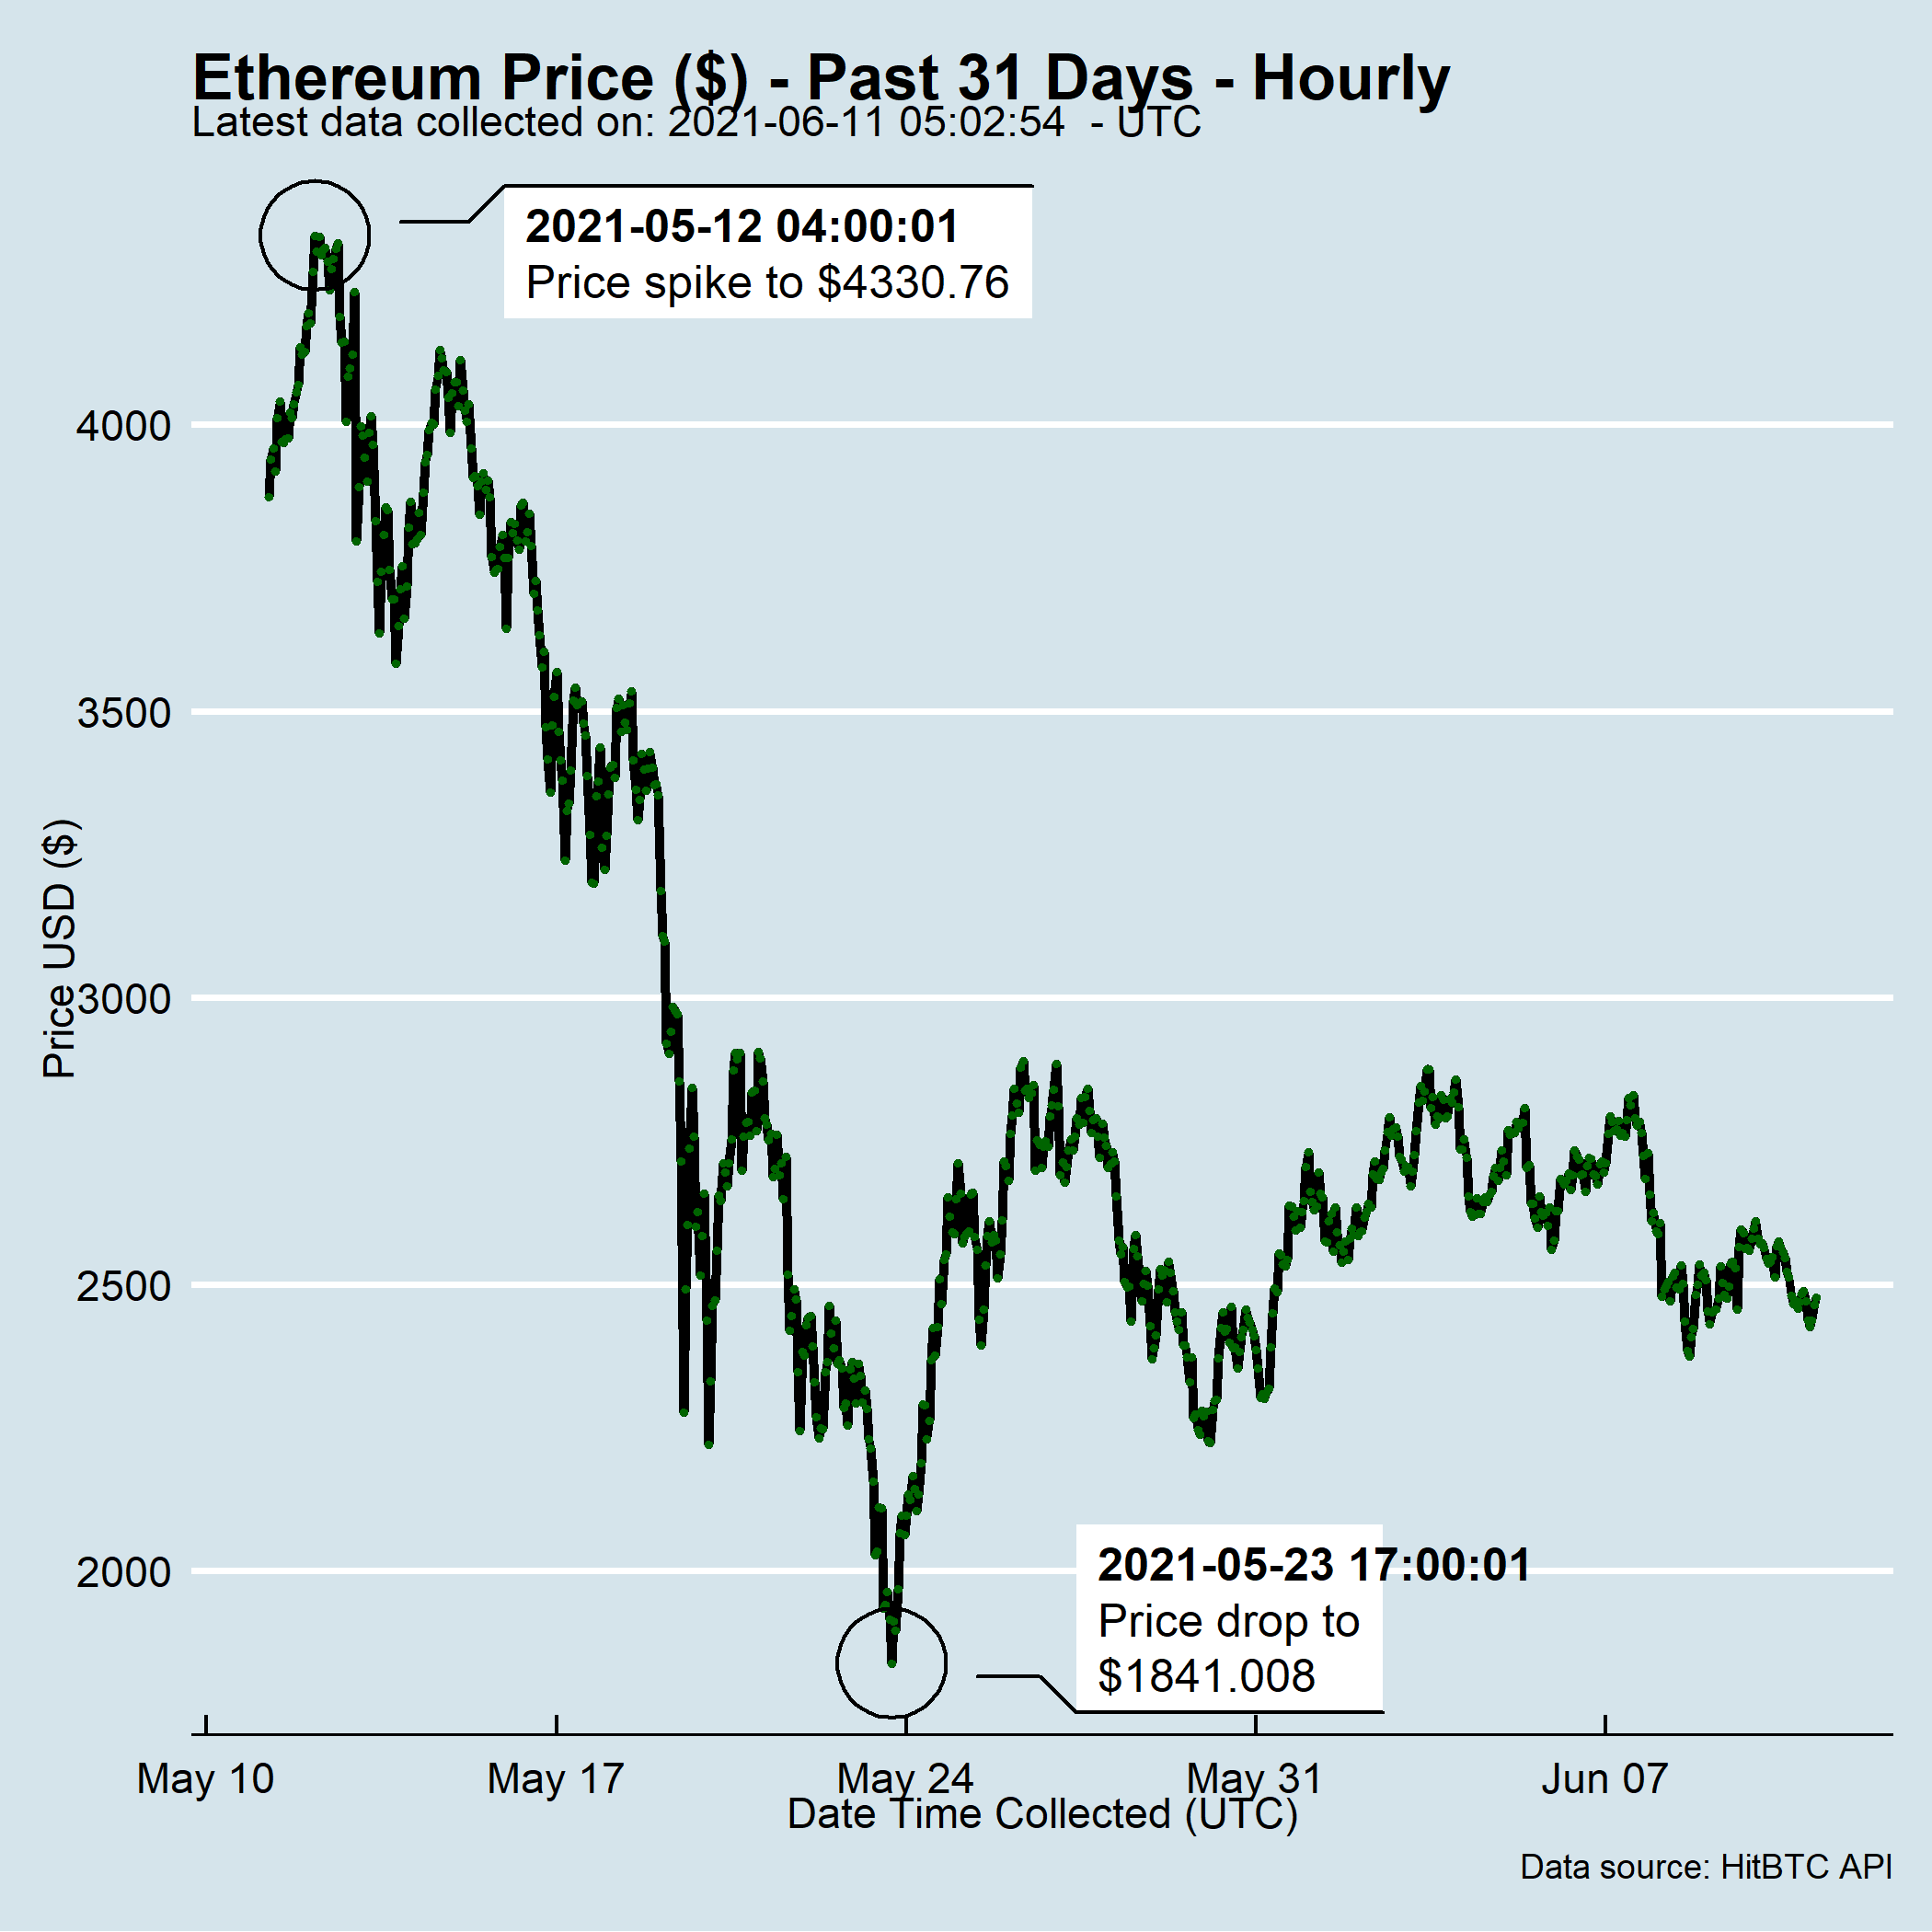 Ethereum Price ($) - Past 31 Days - Hourly
Latest data collected on: 2021-06-11 05:02:54  - UTC
2021-05-12 04:00:01
Price spike to $4330.76
4000
3500
3000
2500
2000
Price USD ($)
2021-05-23 17:00:01
Price drop to
$1841.008
May 10
May 17
May 24
May 31
Jun 07
Date Time Collected (UTC)
Data source: HitBTC API